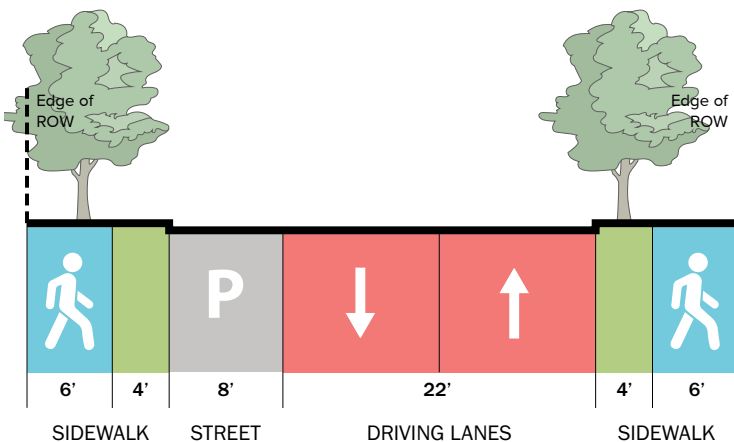 Edge of
ROW
Edge of
ROW
P
6’ 4’ 8’ 22’ 4’ 6’
SIDEWALK STREET DRIVING LANES SIDEWALK